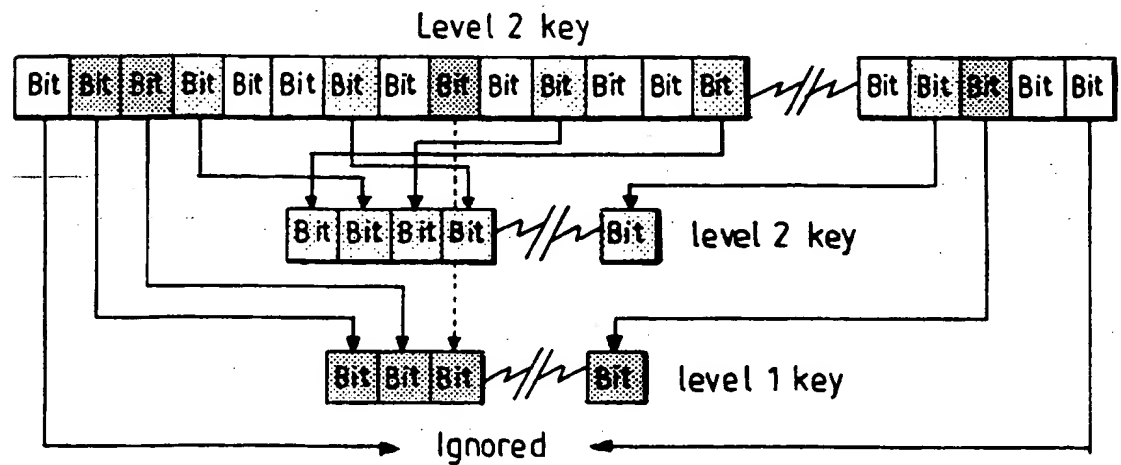 Level 2 key
Bit Bit Bit Bit Bit Bit Bit Bit Bit Bit Bit Bit Bit Bit Bit Bit Bit Bit Bit
Bit Bit Bit Bit Bit level 2 key
Bit Bit Bit Bit level 1 key
Ignored